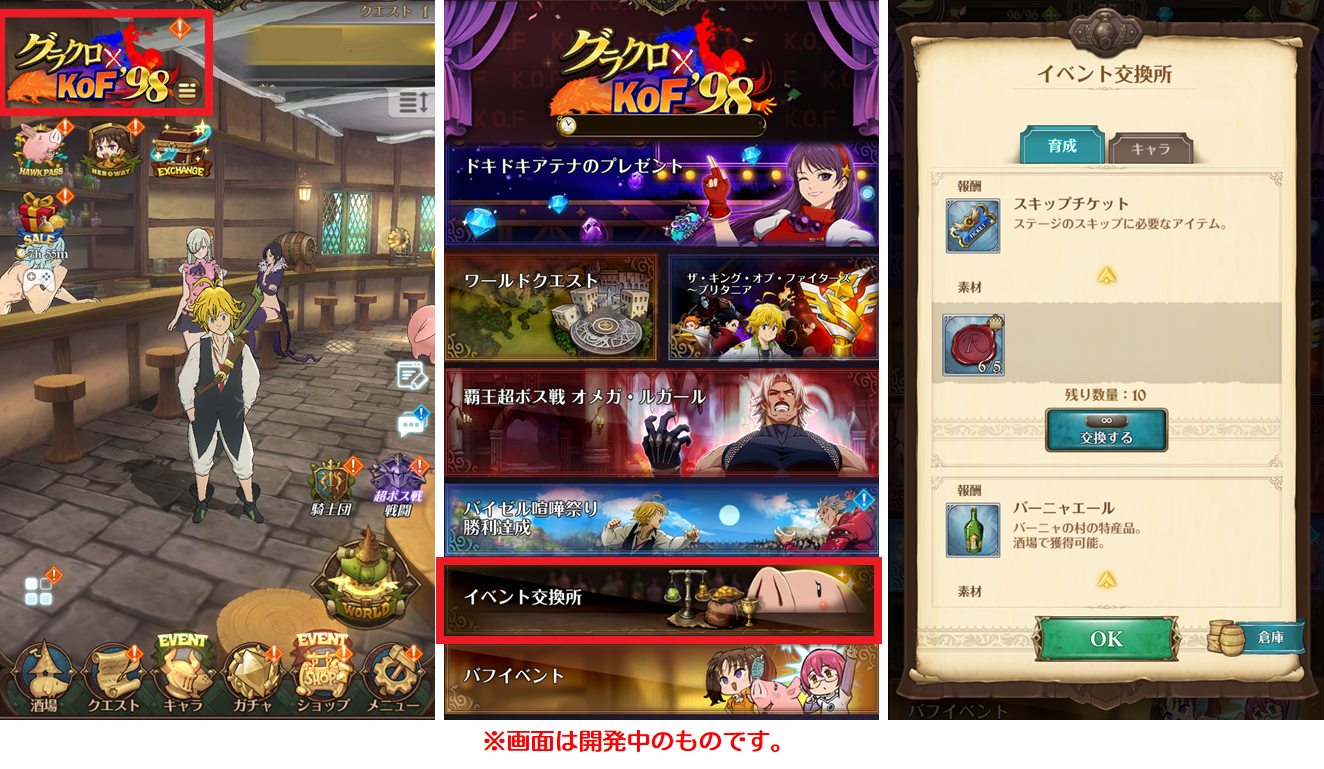 クエスト 1
グラクロ×
KOF'98
HAWKPASS
HEROWAY
EXCHANGE
SALE
7h 55m
騎士団
超ボス戦
戦闘
WORLD
EVENT
EVENT
SHOP
酒場
クエスト
キャラ
ガチャ
ショップ
メニュー
グラクロ×
KOF'98
ドキドキアテナのプレゼント
ワールドクエスト
ザ・キング・オブ・ファイターズ
～ブリタニア
覇王超ボス戦 オメガ・ルガール
バイゼル喧嘩祭り
勝利達成
イベント交換所
バフイベント
96/96
イベント交換所
育成
キャラ
報酬
スキップチケット
ステージのスキップに必要なアイテム。
TICKET
素材
R
6/5
残り数量：10
∞
交換する
報酬
バーニャエール
バーニャの村の特産品。
酒場で獲得可能。
素材
OK
倉庫
バフイベント
※画面は開発中のものです。